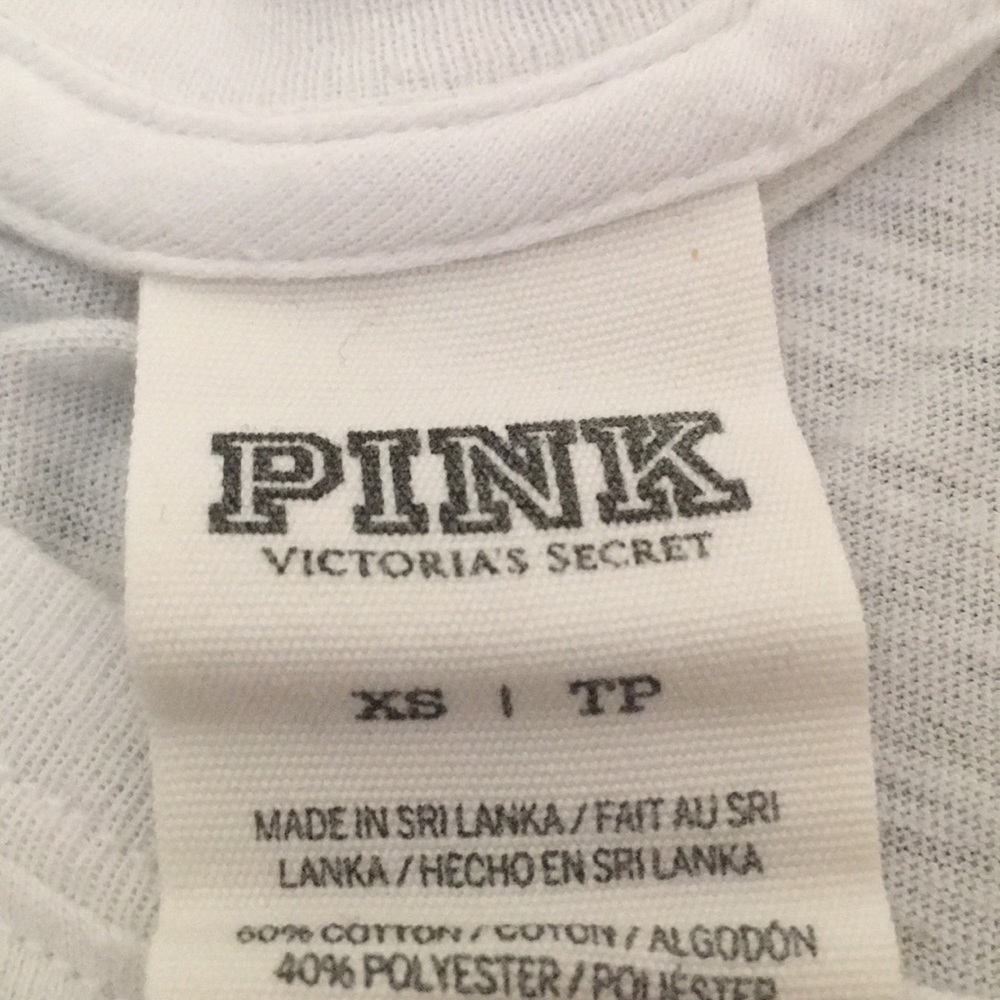 PINK
VICTORIA'S SECRET
XS | TP
MADE IN SRI LANKA / FAIT AU SRI
LANKA / HECHO EN SRI LANKA
60% COTTON / COTON / ALGODÓN
40% POLYESTER / POLIÉSTER